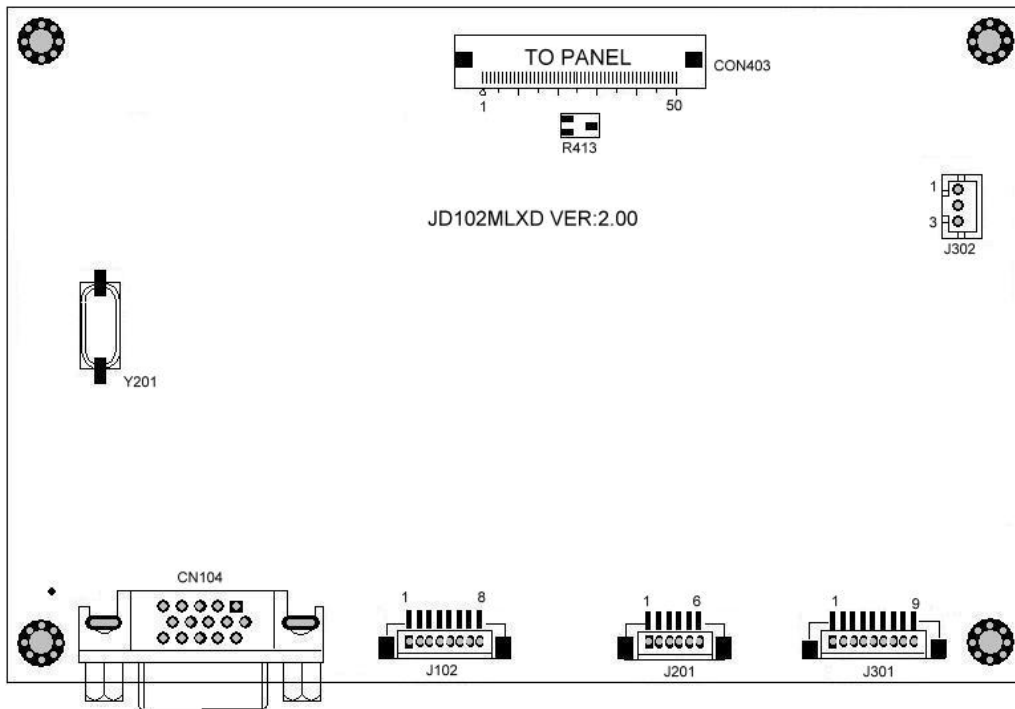 TO PANEL
CON403
1 50
R413
1
3
J302
JD102MLXD VER:2.00
Y201
CN104
1 8
1 6
1 9
J102
J201
J301